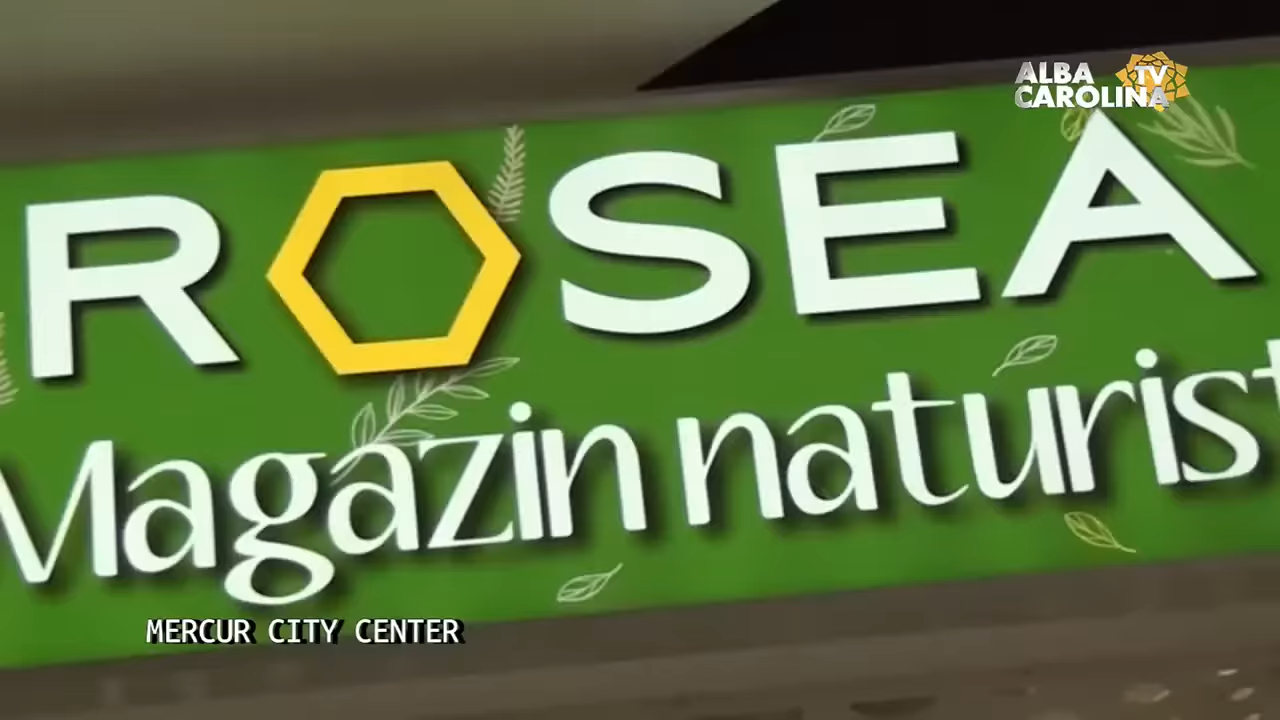 ALBA
CAROLINA TV
ROSEA
Magazin naturist
MERCUR CITY CENTER